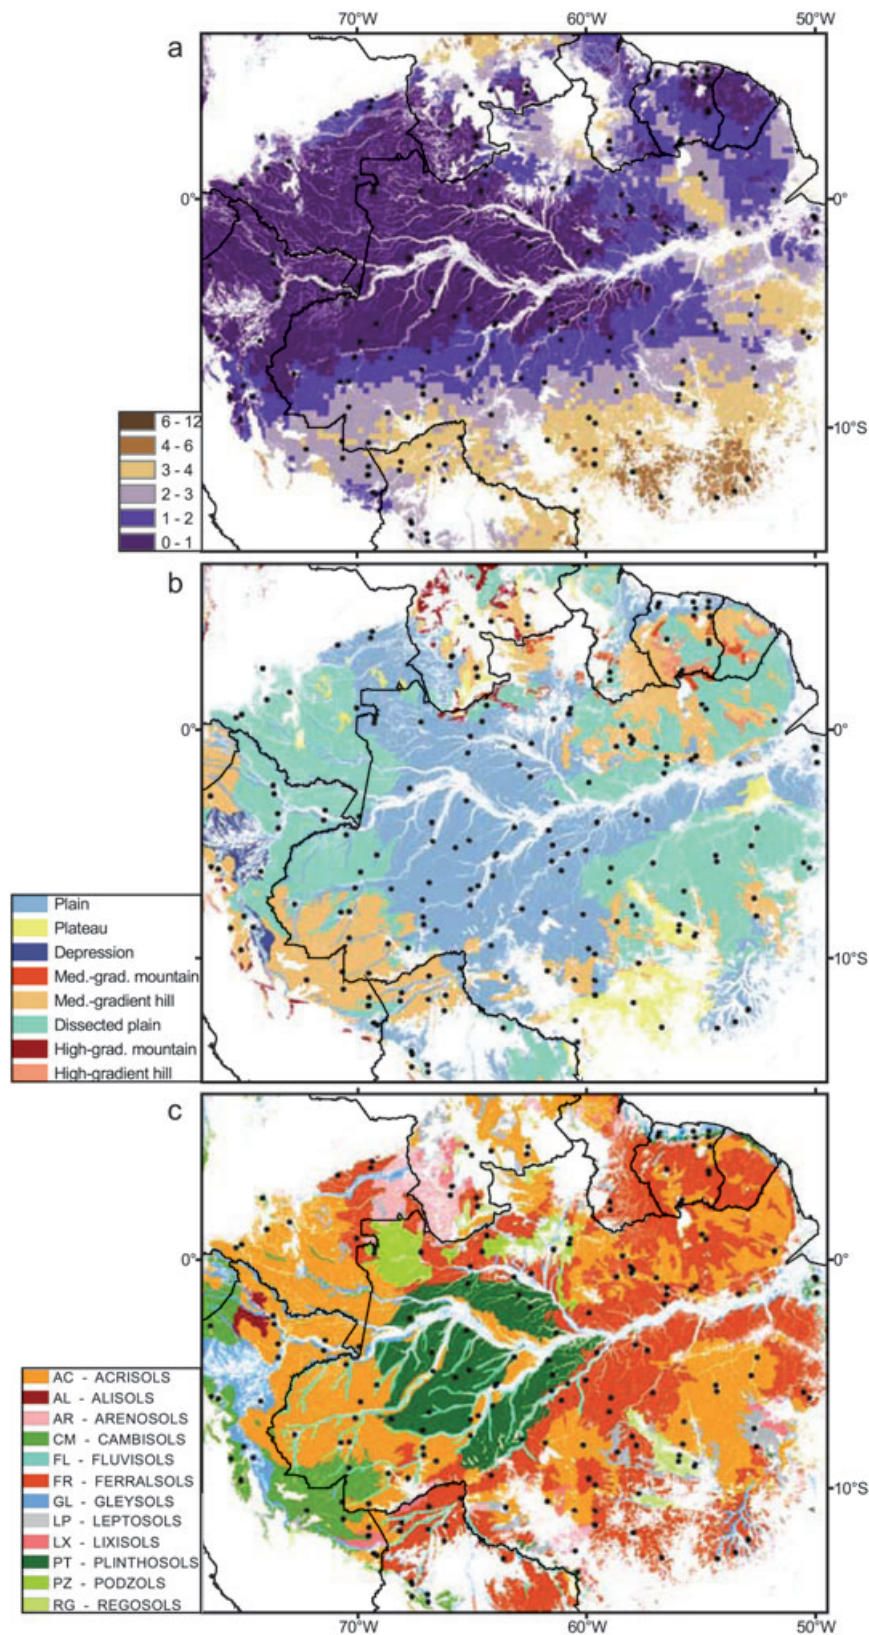 70°W 60°W 50°W
a
0°
0°
10°S
6 - 12
4 - 6
3 - 4
2 - 3
1 - 2
0 - 1
b
0°
0°
10°S
Plain
Plateau
Depression
Med.-grad. mountain
Med.-gradient hill
Dissected plain
High-grad. mountain
High-gradient hill
c
0°
0°
10°S
AC - ACRISOLS
AL - ALISOLS
AR - ARENOSOLS
CM - CAMBISOLS
FL - FLUVISOLS
FR - FERRALSOLS
GL - GLEYSOLS
LP - LEPTOSOLS
LX - LIXISOLS
PT - PLINTHOSOLS
PZ - PODZOLS
RG - REGOSOLS
70°W 60°W 50°W